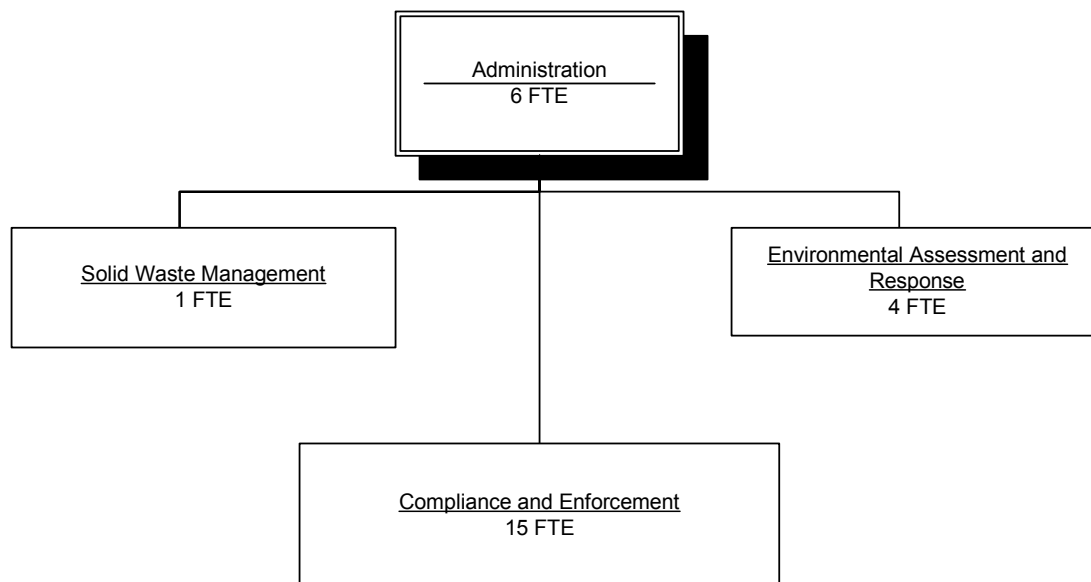 Administration
6 FTE
Solid Waste Management
1 FTE
Environmental Assessment and
Response
4 FTE
Compliance and Enforcement
15 FTE